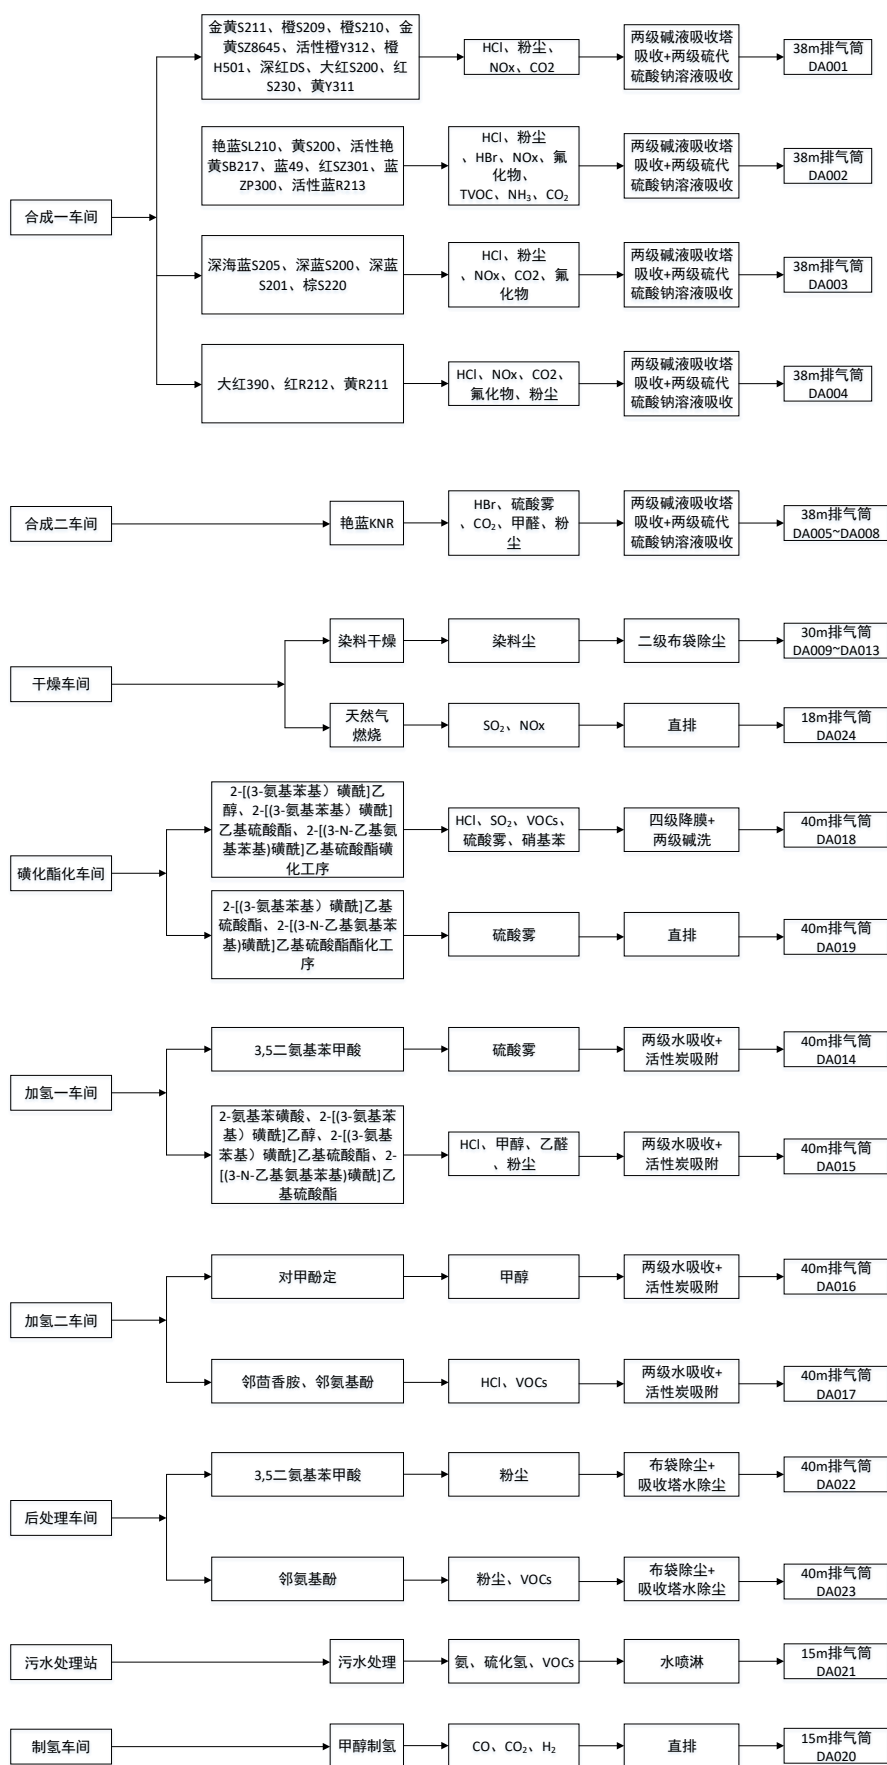 金黄S211、橙S209、橙S210、金
黄SZ8645、活性橙Y312、橙
H501、深红DS、大红S200、红
S230、黄Y311
HCl、粉尘、
NOx、CO2
两级碱液吸收塔
吸收+两级硫代
硫酸钠溶液吸收
38m排气筒
DA001
艳蓝SL210、黄S200、活性艳
黄SB217、蓝49、红SZ301、蓝
ZP300、活性蓝R213
HCl、粉尘
、HBr、NOx、氟
化物、
TVOC、NH₃、CO₂
两级碱液吸收塔
吸收+两级硫代
硫酸钠溶液吸收
38m排气筒
DA002
合成一车间
深海蓝S205、深蓝S200、深蓝
S201、棕S220
HCl、粉尘
、NOx、CO2、氟
化物
两级碱液吸收塔
吸收+两级硫代
硫酸钠溶液吸收
38m排气筒
DA003
大红390、红R212、黄R211
HCl、NOx、CO2、
氟化物、粉尘
两级碱液吸收塔
吸收+两级硫代
硫酸钠溶液吸收
38m排气筒
DA004
合成二车间
艳蓝KNR
HBr、硫酸雾
、CO₂、甲醛、粉
尘
两级碱液吸收塔
吸收+两级硫代
硫酸钠溶液吸收
38m排气筒
DA005~DA008
干燥车间
染料干燥
染料尘
二级布袋除尘
30m排气筒
DA009~DA013
天然气
燃烧
SO₂、NOx
直排
18m排气筒
DA024
磺化酯化车间
2-[(3-氨基苯基）磺酰]乙
醇、2-[(3-氨基苯基）磺酰]
乙基硫酸酯、2-[(3-N-乙基氨
基苯基)磺酰]乙基硫酸酯磺
化工序
HCl、SO₂、VOCs、
硫酸雾、硝基苯
四级降膜+
两级碱洗
40m排气筒
DA018
2-[(3-氨基苯基）磺酰]乙基
硫酸酯、2-[(3-N-乙基氨基苯
基)磺酰]乙基硫酸酯酯化工
序
硫酸雾
直排
40m排气筒
DA019
加氢一车间
3,5二氨基苯甲酸
硫酸雾
两级水吸收+
活性炭吸附
40m排气筒
DA014
2-氨基苯磺酸、2-[(3-氨基苯
基）磺酰]乙醇、2-[(3-氨基
苯基）磺酰]乙基硫酸酯、2-
[(3-N-乙基氨基苯基)磺酰]乙
基硫酸酯
HCl、甲醇、乙醛
、粉尘
两级水吸收+
活性炭吸附
40m排气筒
DA015
加氢二车间
对甲酚定
甲醇
两级水吸收+
活性炭吸附
40m排气筒
DA016
邻茴香胺、邻氨基酚
HCl、VOCs
两级水吸收+
活性炭吸附
40m排气筒
DA017
后处理车间
3,5二氨基苯甲酸
粉尘
布袋除尘+
吸收塔水除尘
40m排气筒
DA022
邻氨基酚
粉尘、VOCs
布袋除尘+
吸收塔水除尘
40m排气筒
DA023
污水处理站
污水处理
氨、硫化氢、VOCs
水喷淋
15m排气筒
DA021
制氢车间
甲醇制氢
CO、CO₂、H₂
直排
15m排气筒
DA020